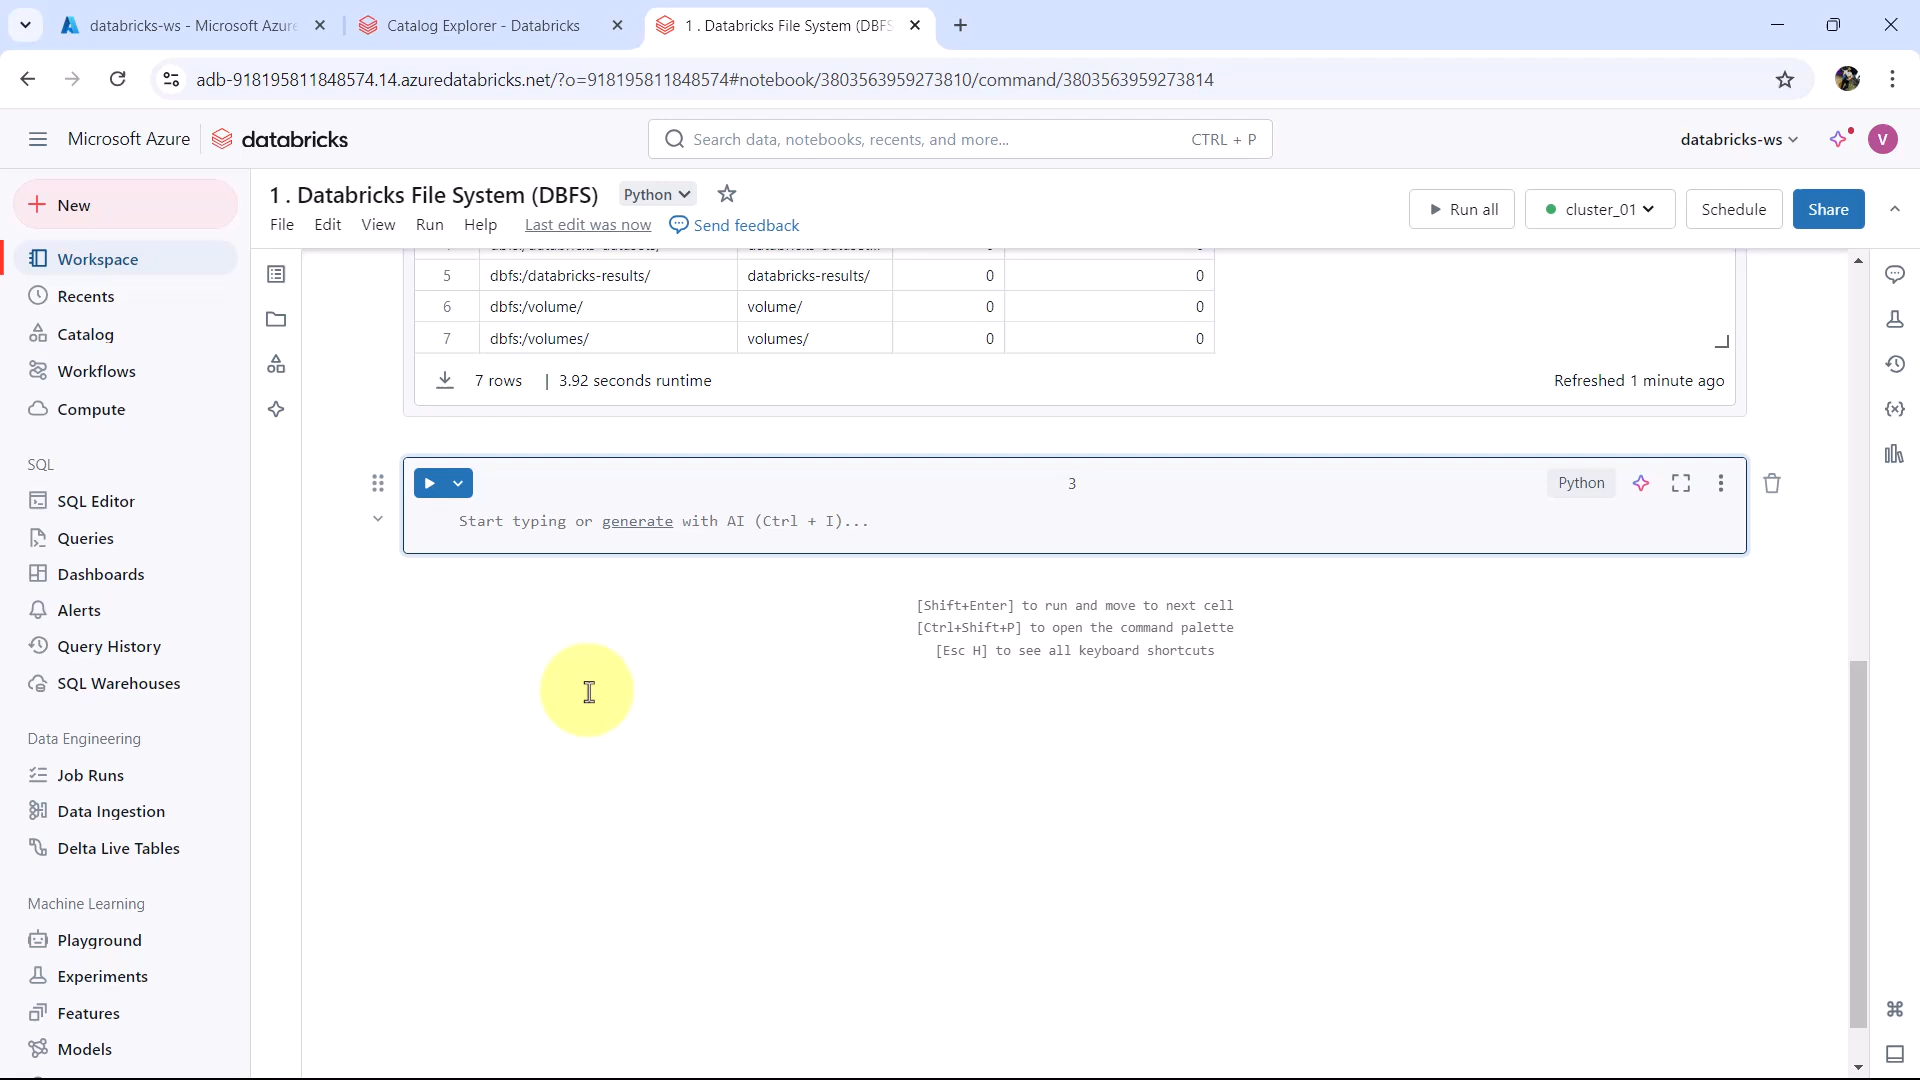 databricks-ws - Microsoft Azure
Catalog Explorer - Databricks
1 . Databricks File System (DBFS
adb-918195811848574.14.azuredatabricks.net/?o=918195811848574#notebook/3803563959273810/command/3803563959273814
Microsoft Azure
databricks
Search data, notebooks, recents, and more...
CTRL + P
databricks-ws
V
New
Workspace
Recents
Catalog
Workflows
Compute
SQL
SQL Editor
Queries
Dashboards
Alerts
Query History
SQL Warehouses
Data Engineering
Job Runs
Data Ingestion
Delta Live Tables
Machine Learning
Playground
Experiments
Features
Models
1 . Databricks File System (DBFS)
Python
File
Edit
View
Run
Help
Last edit was now
Send feedback
Run all
cluster_01
Schedule
Share
5 dbfs:/databricks-results/ databricks-results/ 0 0
6 dbfs:/volume/ volume/ 0 0
7 dbfs:/volumes/ volumes/ 0 0
7 rows | 3.92 seconds runtime
Refreshed 1 minute ago
3
Python
Start typing or generate with AI (Ctrl + I)...
[Shift+Enter] to run and move to next cell
[Ctrl+Shift+P] to open the command palette
[Esc H] to see all keyboard shortcuts